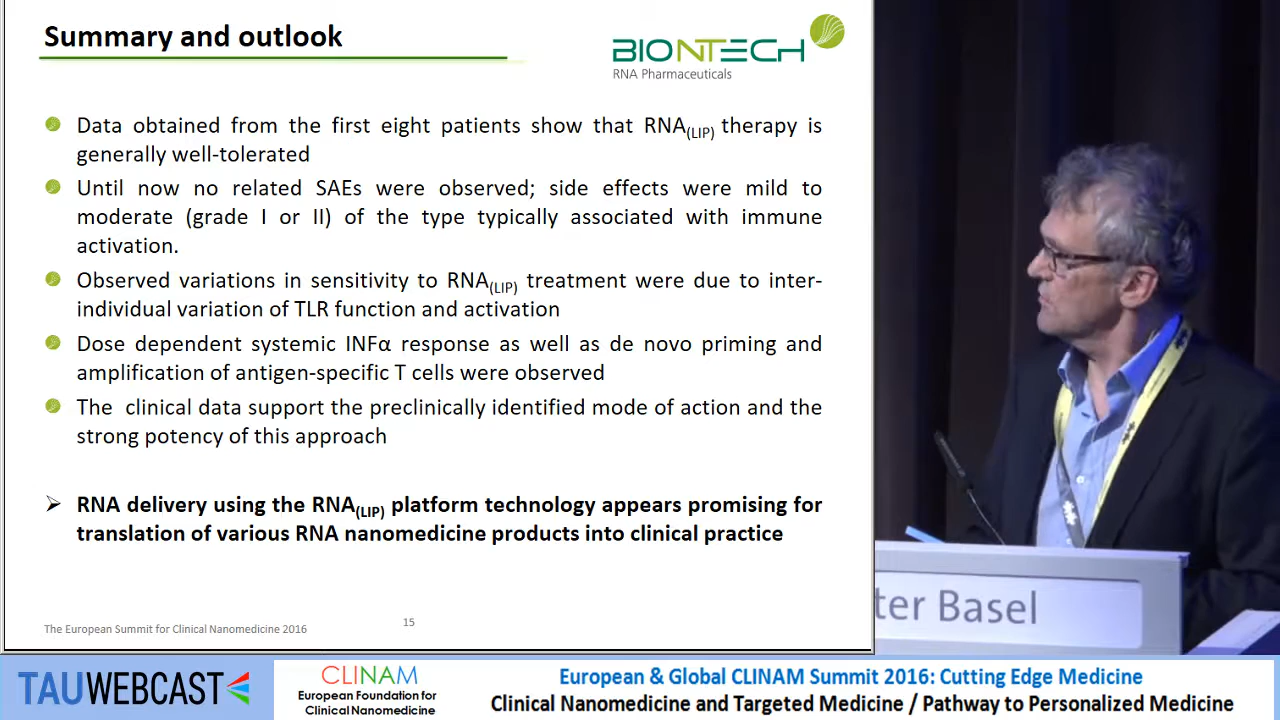 Summary and outlook
BIONTECH
RNA Pharmaceuticals
Data obtained from the first eight patients show that RNA(LIP) therapy is
generally well-tolerated
Until now no related SAEs were observed; side effects were mild to
moderate (grade I or II) of the type typically associated with immune
activation.
Observed variations in sensitivity to RNA(LIP) treatment were due to inter-
individual variation of TLR function and activation
Dose dependent systemic INFα response as well as de novo priming and
amplification of antigen-specific T cells were observed
The clinical data support the preclinically identified mode of action and the
strong potency of this approach
RNA delivery using the RNA(LIP) platform technology appears promising for
translation of various RNA nanomedicine products into clinical practice
The European Summit for Clinical Nanomedicine 2016
15
ter Basel
TAUWEBCAST
CLINAM
European Foundation for
Clinical Nanomedicine
European & Global CLINAM Summit 2016: Cutting Edge Medicine
Clinical Nanomedicine and Targeted Medicine / Pathway to Personalized Medicine